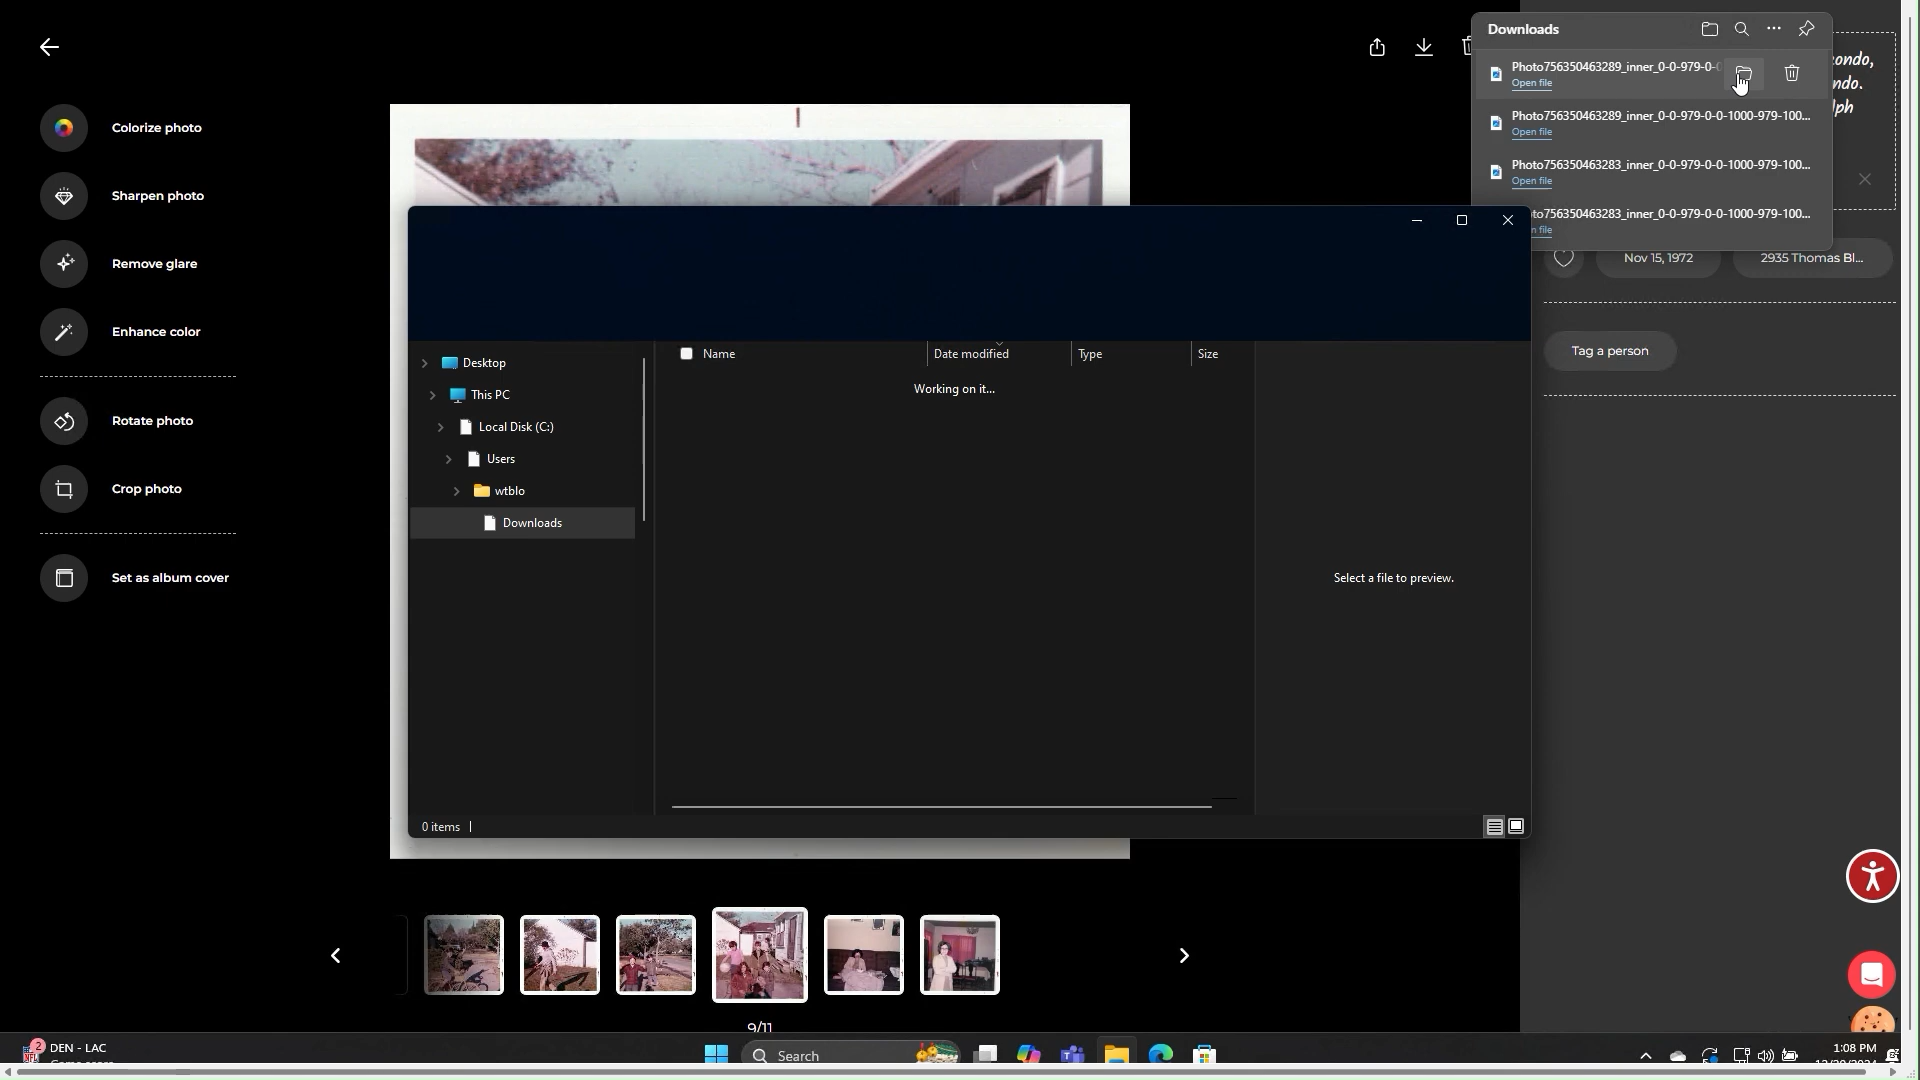 Downloads
Photo756350463289_inner_0-0-979-0-0
Open file
Photo756350463289_inner_0-0-979-0-0-1000-979-100...
Open file
Photo756350463283_inner_0-0-979-0-0-1000-979-100...
Open file
to756350463283_inner_0-0-979-0-0-1000-979-100...
n file
ondo,
ndo.
lph
Colorize photo
Sharpen photo
Remove glare
Enhance color
Rotate photo
Crop photo
Set as album cover
Nov 15, 1972
2935 Thomas Bl...
Tag a person
Name
Date modified
Type
Size
Working on it...
Desktop
This PC
Local Disk (C:)
Users
wtblo
Downloads
Select a file to preview.
0 items
9/11
2
DEN - LAC
Search
1:08 PM